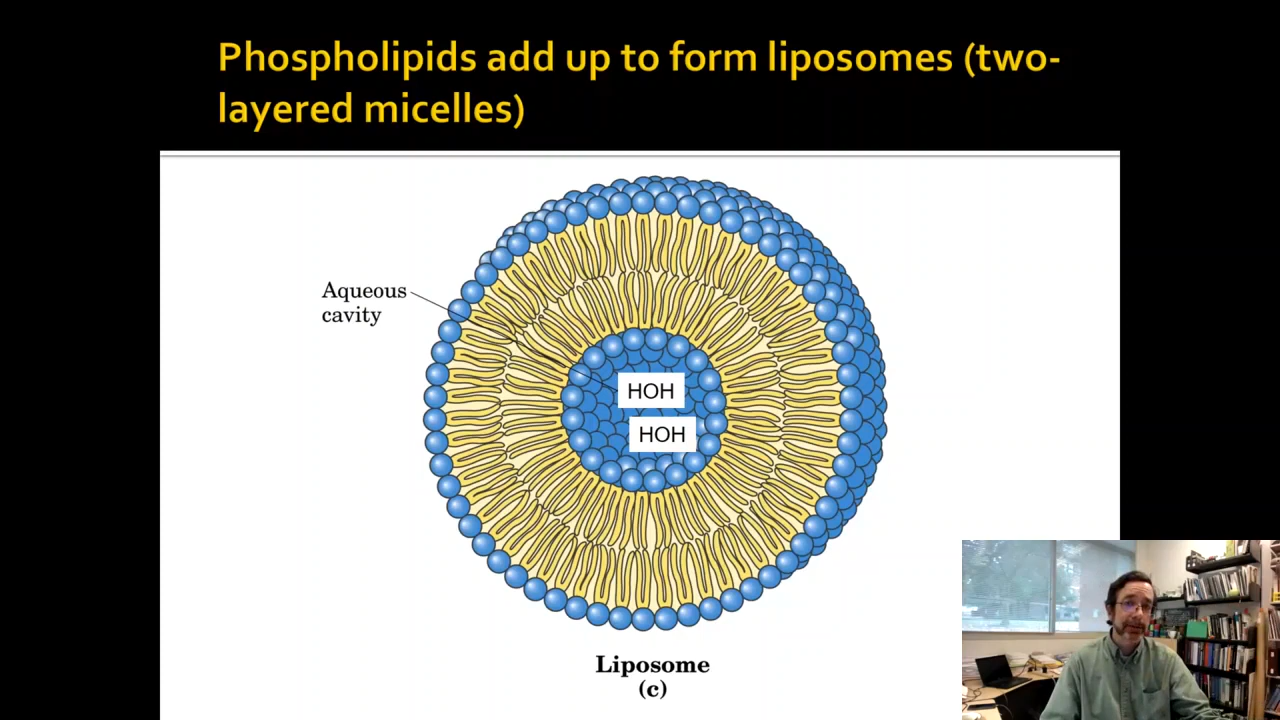 Phospholipids add up to form liposomes (two-
layered micelles)
Aqueous
cavity
HOH
HOH
Liposome
(c)